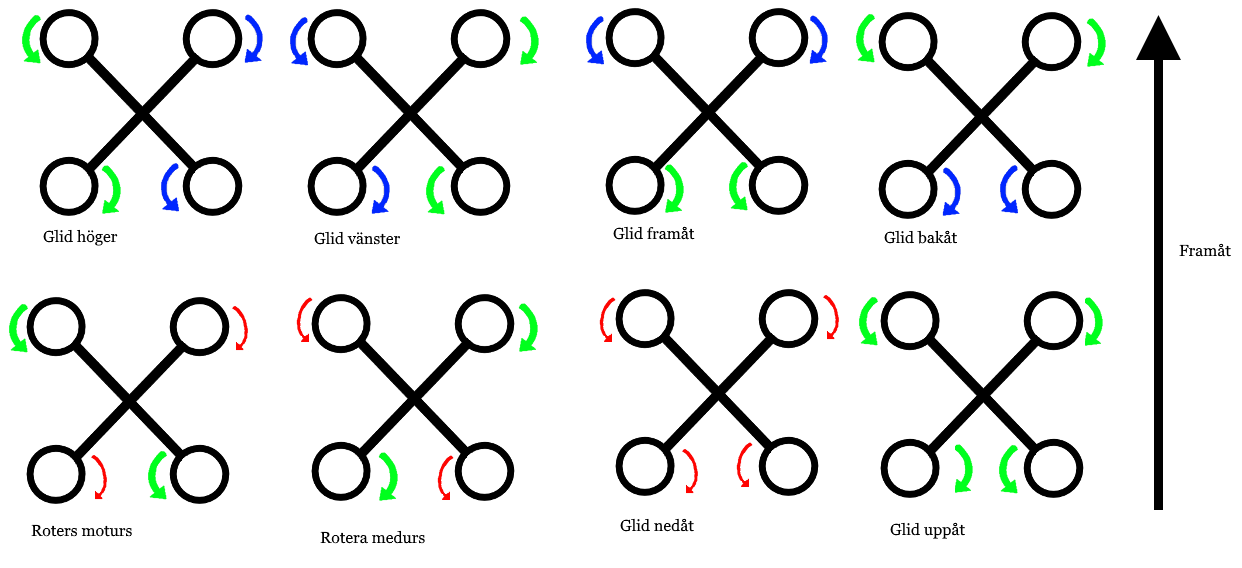 Glid höger
Glid vänster
Glid framåt
Glid bakåt
Framåt
Roters moturs
Rotera medurs
Glid nedåt
Glid uppåt